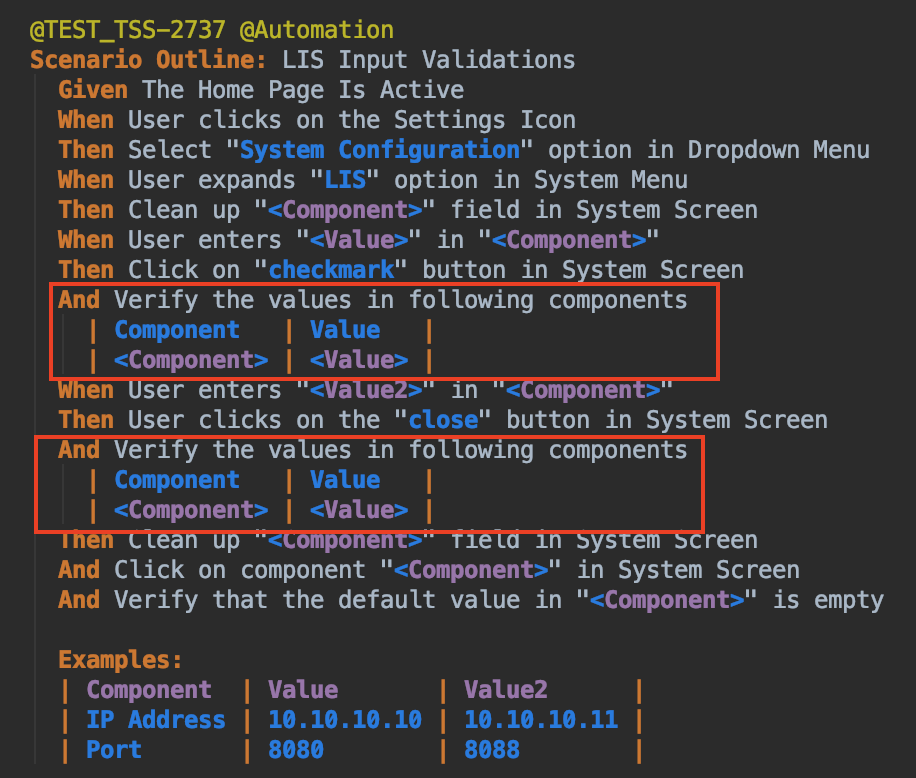 @TEST_TSS-2737 @Automation
Scenario Outline: LIS Input Validations
Given The Home Page Is Active
When User clicks on the Settings Icon
Then Select "System Configuration" option in Dropdown Menu
When User expands "LIS" option in System Menu
Then Clean up "<Component>" field in System Screen
When User enters "<Value>" in "<Component>"
Then Click on "checkmark" button in System Screen
And Verify the values in following components
| Component | Value |
| <Component> | <Value> |
When User enters "<Value2>" in "<Component>"
Then User clicks on the "close" button in System Screen
And Verify the values in following components
| Component | Value |
| <Component> | <Value> |
Then Clean up "<Component>" field in System Screen
And Click on component "<Component>" in System Screen
And Verify that the default value in "<Component>" is empty
Examples:
| Component | Value | Value2 |
| IP Address | 10.10.10.10 | 10.10.10.11 |
| Port | 8080 | 8088 |